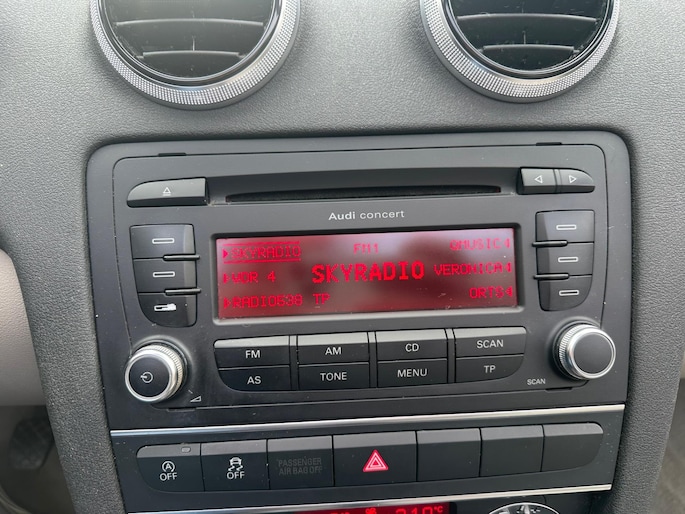 Audi concert
SKYRADIO FM1 QMUSIC
WDR 4 SKYRADIO VERONICA
RADIO538 TP
FM AM CD SCAN
AS TONE MENU TP
SCAN
OFF OFF PASSENGER
AIR BAG OFF